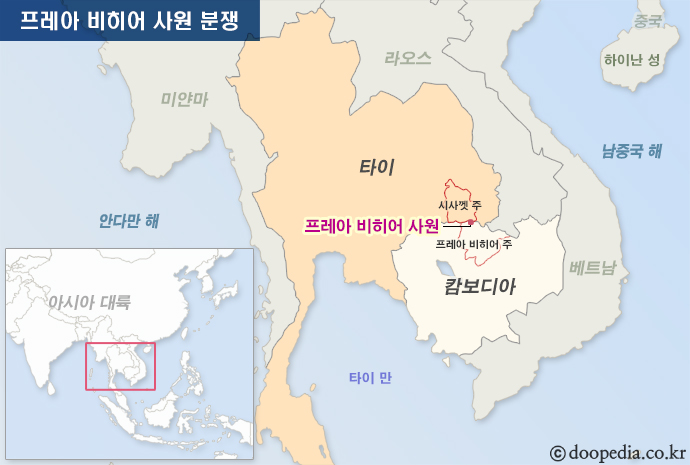 프레아 비히어 사원 분쟁
중국
하이난 성
라오스
미얀마
남중국 해
타이
시사껫 주
안다만 해
프레아 비히어 사원
프레아 비히어 주
캄보디아
베트남
아시아 대륙
타이 만
ⓒ doopedia.co.kr